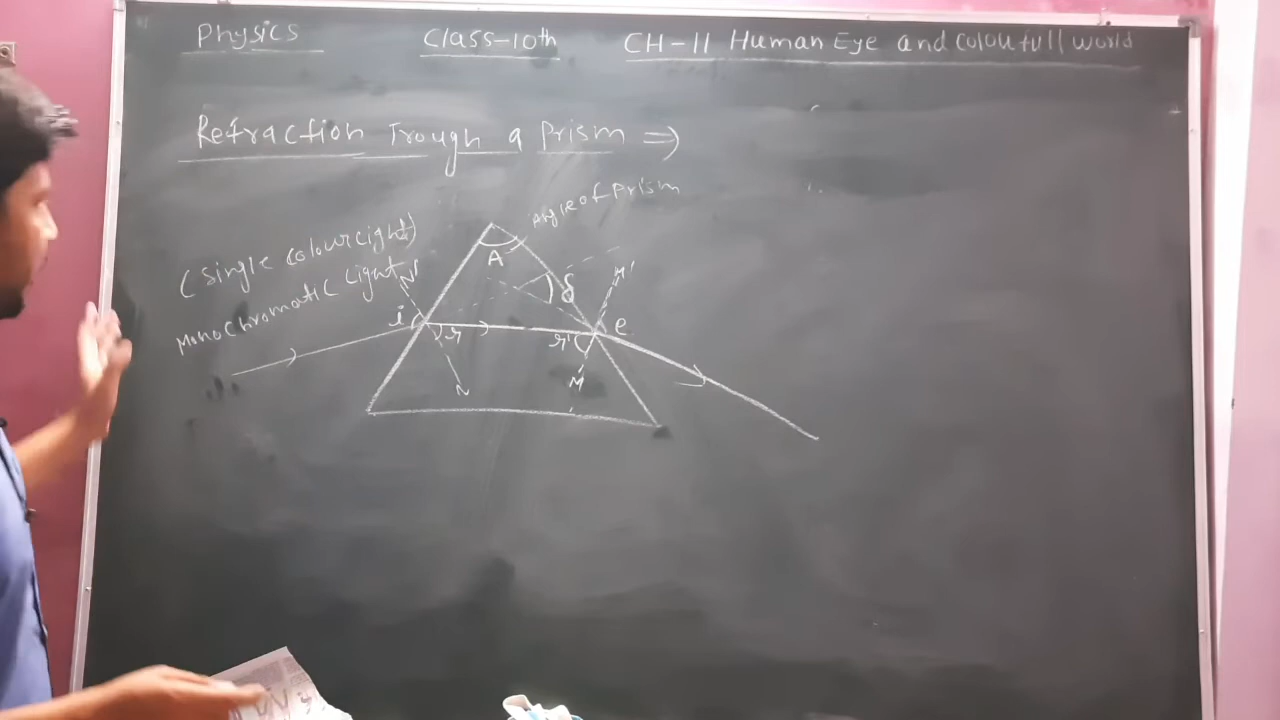 Physics Class-10th CH-11 Human Eye and colourfull world
Refraction Trough a Prism ⇒
Angle of Prism
(Single colour light)
Monochromatic Light
A
N'
M'
δ
i
r
r'
e
N
M